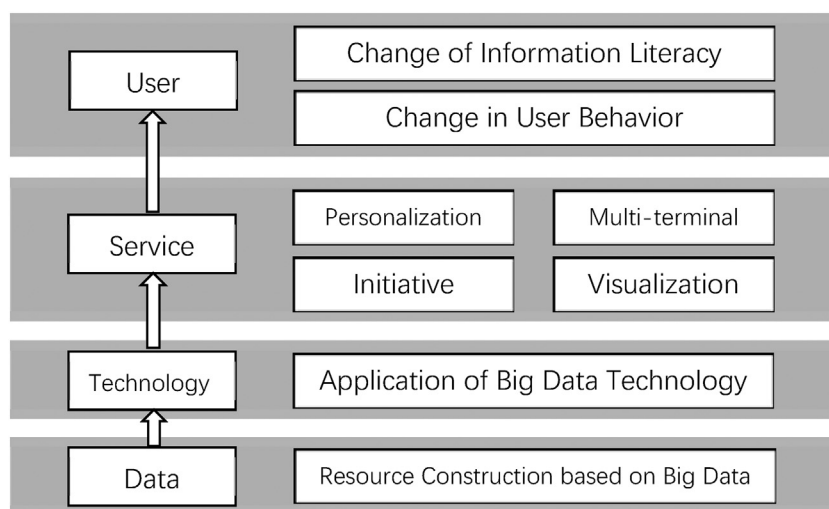 User
Change of Information Literacy
Change in User Behavior
Service
Personalization
Multi-terminal
Initiative
Visualization
Technology
Application of Big Data Technology
Data
Resource Construction based on Big Data